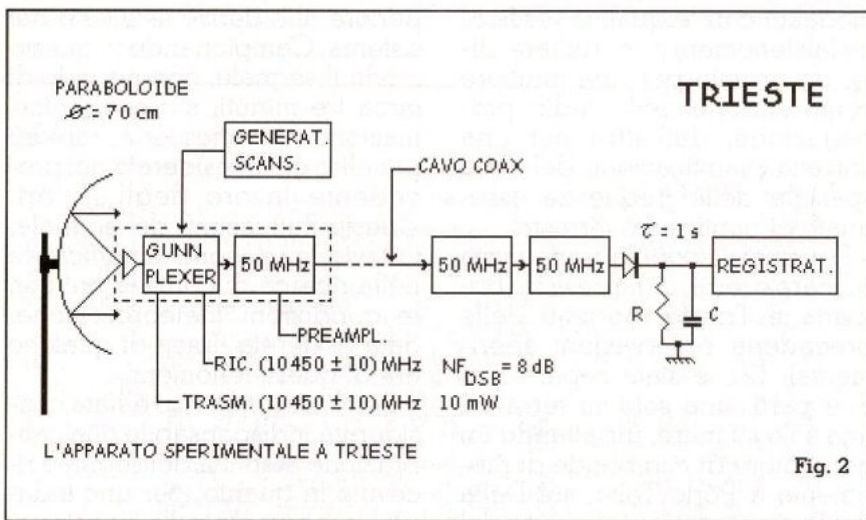 TRIESTE
PARABOLOIDE
Ø = 70 cm
GENERAT.
SCANS.
CAVO COAX
GUNN
PLEXER
50 MHz
50 MHz
50 MHz
τ = 1 s
REGISTRAT.
R
C
PREAMPL.
RIC. (10450 ± 10) MHz NF DSB = 8 dB
TRASM. (10450 ± 10) MHz 10 mW
L'APPARATO SPERIMENTALE A TRIESTE
Fig. 2